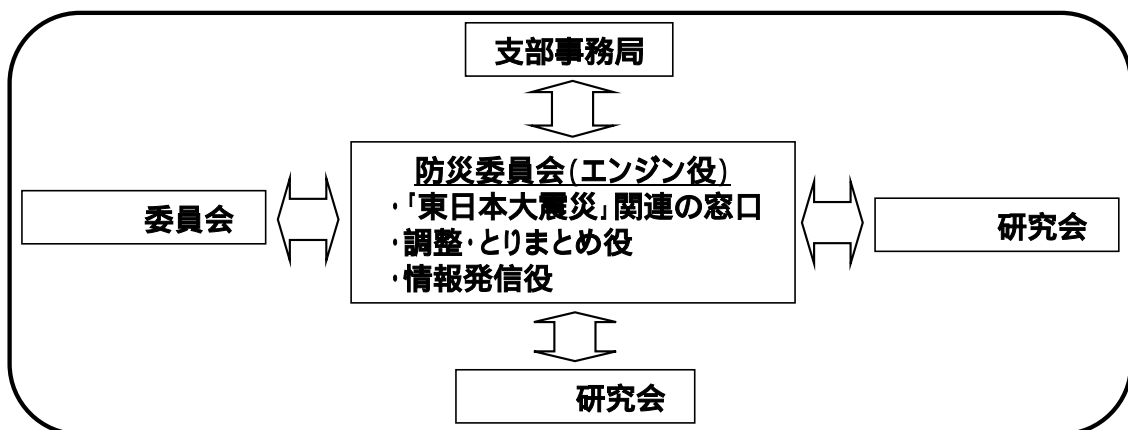 支部事務局
防災委員会(エンジン役)
・「東日本大震災」関連の窓口
・調整・とりまとめ役
・情報発信役
委員会
研究会
研究会